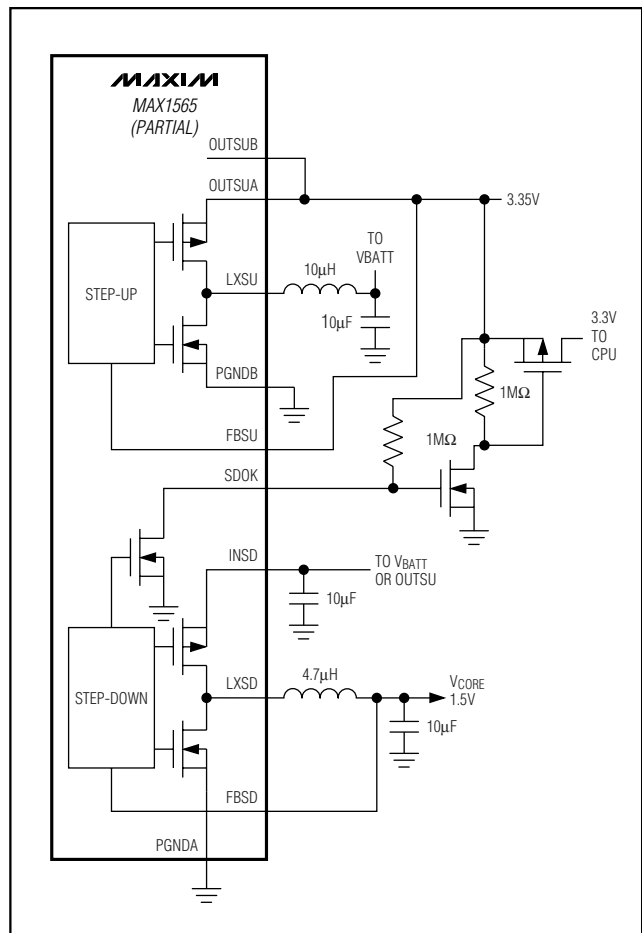 MAXIM
MAX1565
(PARTIAL)
OUTSUB
OUTSUA
3.35V
TO
VBATT
10µH
LXSU
STEP-UP
10µF
3.3V
TO
CPU
PGNDB
1MΩ
FBSU
1MΩ
SDOK
INSD
TO VBATT
OR OUTSU
10µF
4.7µH
LXSD
VCORE
1.5V
STEP-DOWN
10µF
FBSD
PGNDA